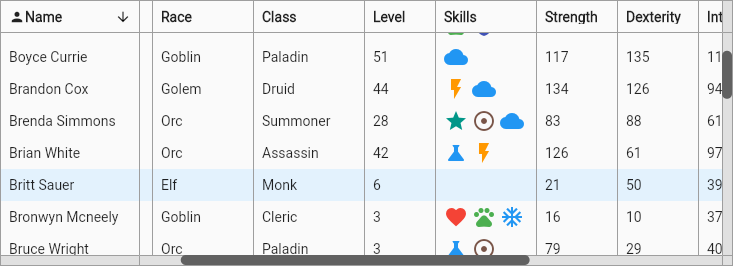 Name Race Class Level Skills Strength Dexterity Int
Boyce Currie Goblin Paladin 51 117 135 11
Brandon Cox Golem Druid 44 134 126 94
Brenda Simmons Orc Summoner 28 83 88 61
Brian White Orc Assassin 42 126 61 97
Britt Sauer Elf Monk 6 21 50 39
Bronwyn Mcneely Goblin Cleric 3 16 10 37
Bruce Wright Orc Paladin 3 79 29 40